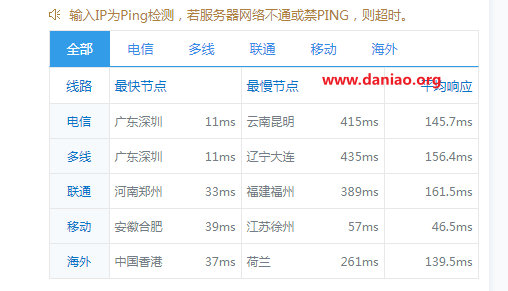 输入IP为Ping检测，若服务器网络不通或禁PING，则超时。
全部 电信 多线 联通 移动 海外
www.daniao.org
线路 最快节点 最慢节点 平均响应
电信 广东深圳 11ms 云南昆明 415ms 145.7ms
多线 广东深圳 11ms 辽宁大连 435ms 156.4ms
联通 河南郑州 33ms 福建福州 389ms 161.5ms
移动 安徽合肥 39ms 江苏徐州 57ms 46.5ms
海外 中国香港 37ms 荷兰 261ms 139.5ms